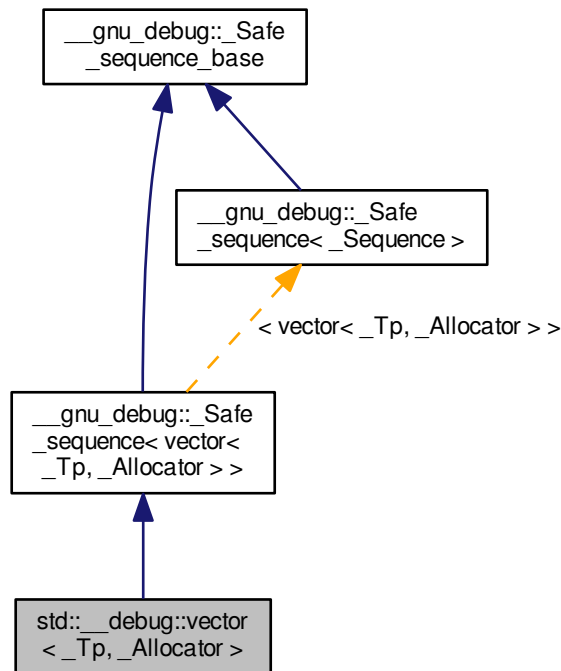 __gnu_debug::_Safe
_sequence_base
__gnu_debug::_Safe
_sequence< _Sequence >
< vector< _Tp, _Allocator > >
__gnu_debug::_Safe
_sequence< vector<
_Tp, _Allocator > >
std::__debug::vector
< _Tp, _Allocator >